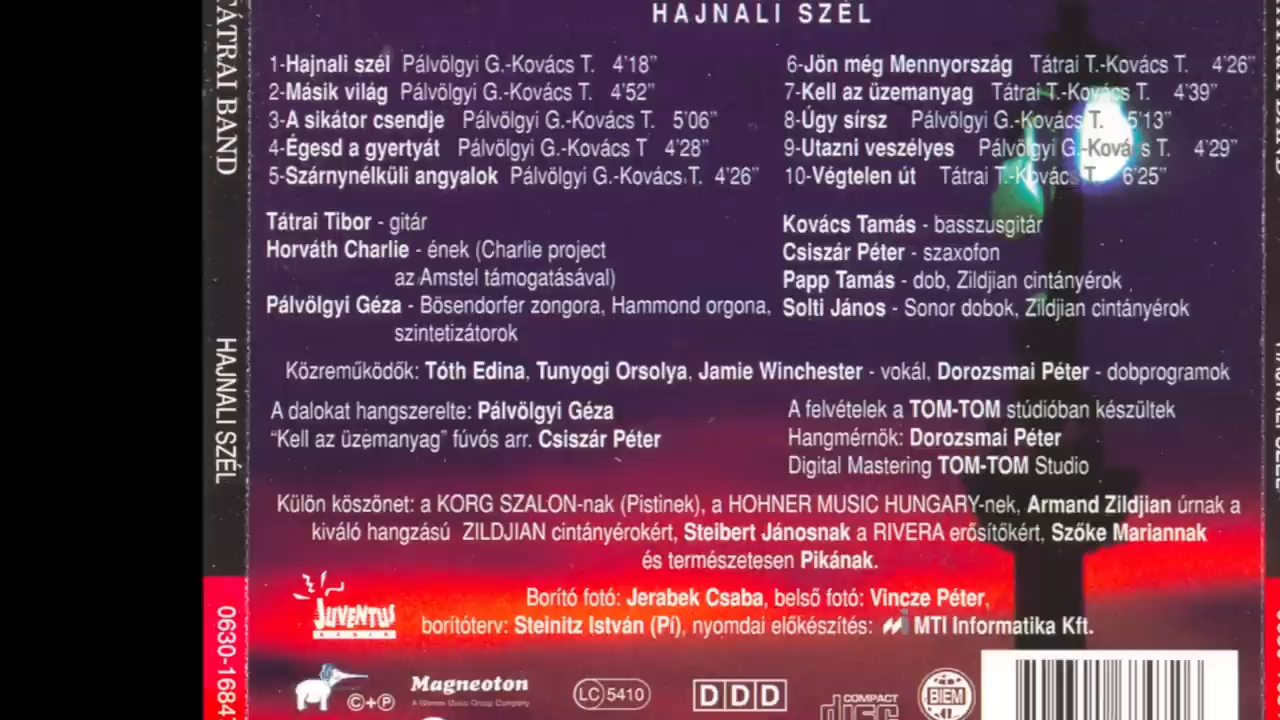 HAJNALI SZÉL
1-Hajnali szél Pálvölgyi G.-Kovács T. 4'18"
2-Másik világ Pálvölgyi G.-Kovács T. 4'52"
3-A sikátor csendje Pálvölgyi G.-Kovács T. 5'06"
4-Égesd a gyertyát Pálvölgyi G.-Kovács T 4'28"
5-Szárnynélküli angyalok Pálvölgyi G.-Kovács.T. 4'26"
6-Jön még Mennyország Tátrai T.-Kovács T. 4'26"
7-Kell az üzemanyag Tátrai T.-Kovács T. 4'39"
8-Úgy sírsz Pálvölgyi G.-Kovács T. 5'13"
9-Utazni veszélyes Pálvölgyi G.-Kovács T. 4'29"
10-Végtelen út Tátrai T.-Kovács T. 6'25"
Tátrai Tibor - gitár
Horváth Charlie - ének (Charlie project
az Amstel támogatásával)
Pálvölgyi Géza - Bösendorfer zongora, Hammond orgona,
szintetizátorok
Kovács Tamás - basszusgitár
Csiszár Péter - szaxofon
Papp Tamás - dob, Zildjian cintányérok
Solti János - Sonor dobok, Zildjian cintányérok
Közreműködők: Tóth Edina, Tunyogi Orsolya, Jamie Winchester - vokál, Dorozsmai Péter - dobprogramok
A dalokat hangszerelte: Pálvölgyi Géza
"Kell az üzemanyag" fúvós arr. Csiszár Péter
A felvételek a TOM-TOM stúdióban készültek
Hangmérnök: Dorozsmai Péter
Digital Mastering TOM-TOM Studio
Külön köszönet: a KORG SZALON-nak (Pistinek), a HOHNER MUSIC HUNGARY-nek, Armand Zildjian úrnak a
kiváló hangzású ZILDJIAN cintányérokért, Steibert Jánosnak a RIVERA erősítőkért, Szőke Mariannak
és természetesen Pikának.
Borító fotó: Jerabek Csaba, belső fotó: Vincze Péter,
borítóterv: Steinitz István (Pí), nyomdai előkészítés: MTI Informatika Kft.
JUVENTUS
RÁDIÓ
©+℗ Magneoton
A Warner Music Group Company
LC 5410
DDD
COMPACT
disc
BIEM
TÁTRAI BAND
HAJNALI SZÉL
0630-1684